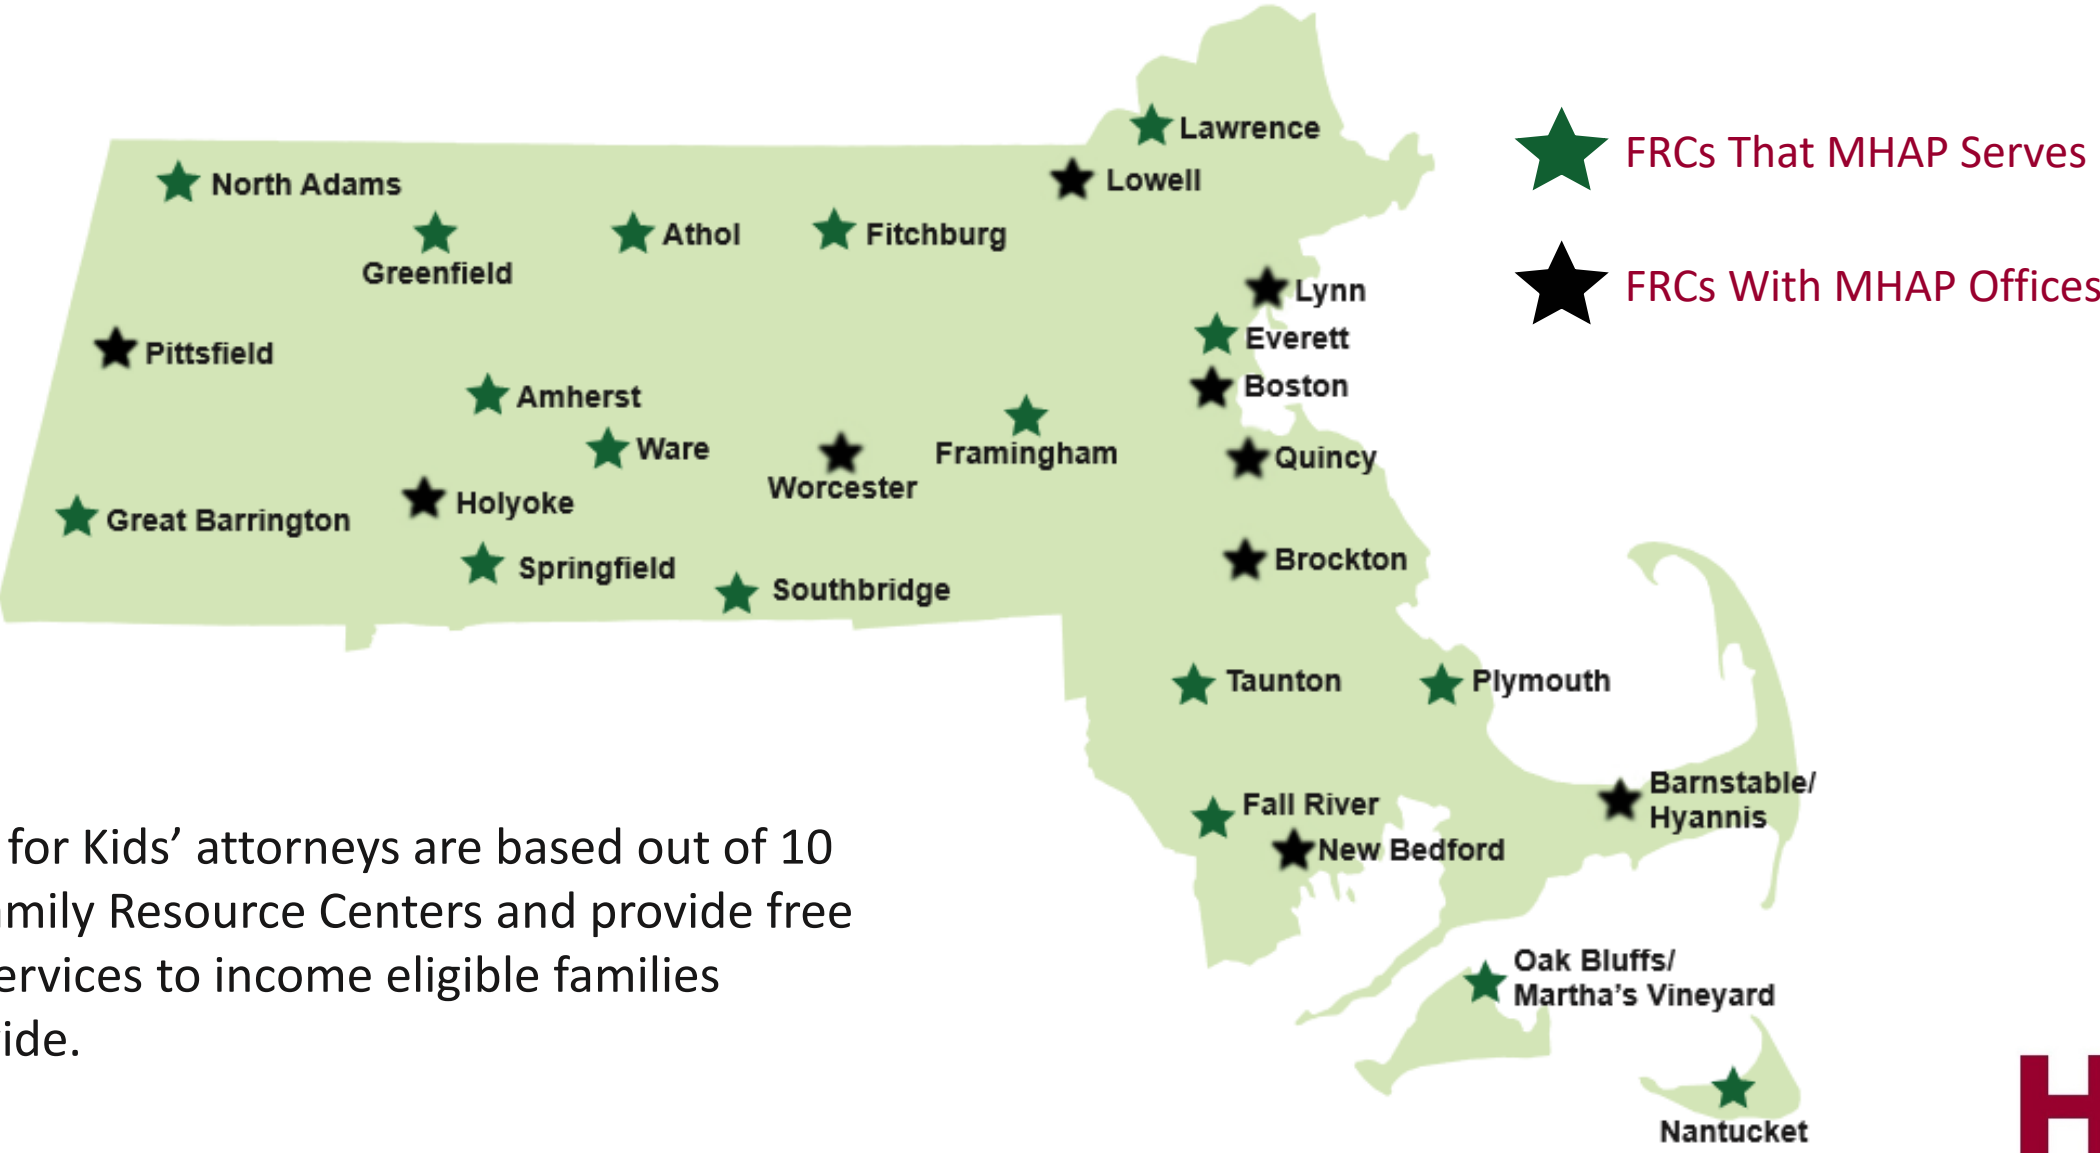 Lawrence
FRCs That MHAP Serves
North Adams
Lowell
Athol
Fitchburg
Greenfield
Lynn
FRCs With MHAP Offices
Everett
Pittsfield
Boston
Amherst
Ware
Framingham
Quincy
Worcester
Holyoke
Great Barrington
Brockton
Springfield
Southbridge
Taunton
Plymouth
Barnstable/
Hyannis
Fall River
New Bedford
for Kids’ attorneys are based out of 10
amily Resource Centers and provide free
ervices to income eligible families
ide.
Oak Bluffs/
Martha’s Vineyard
Nantucket
H